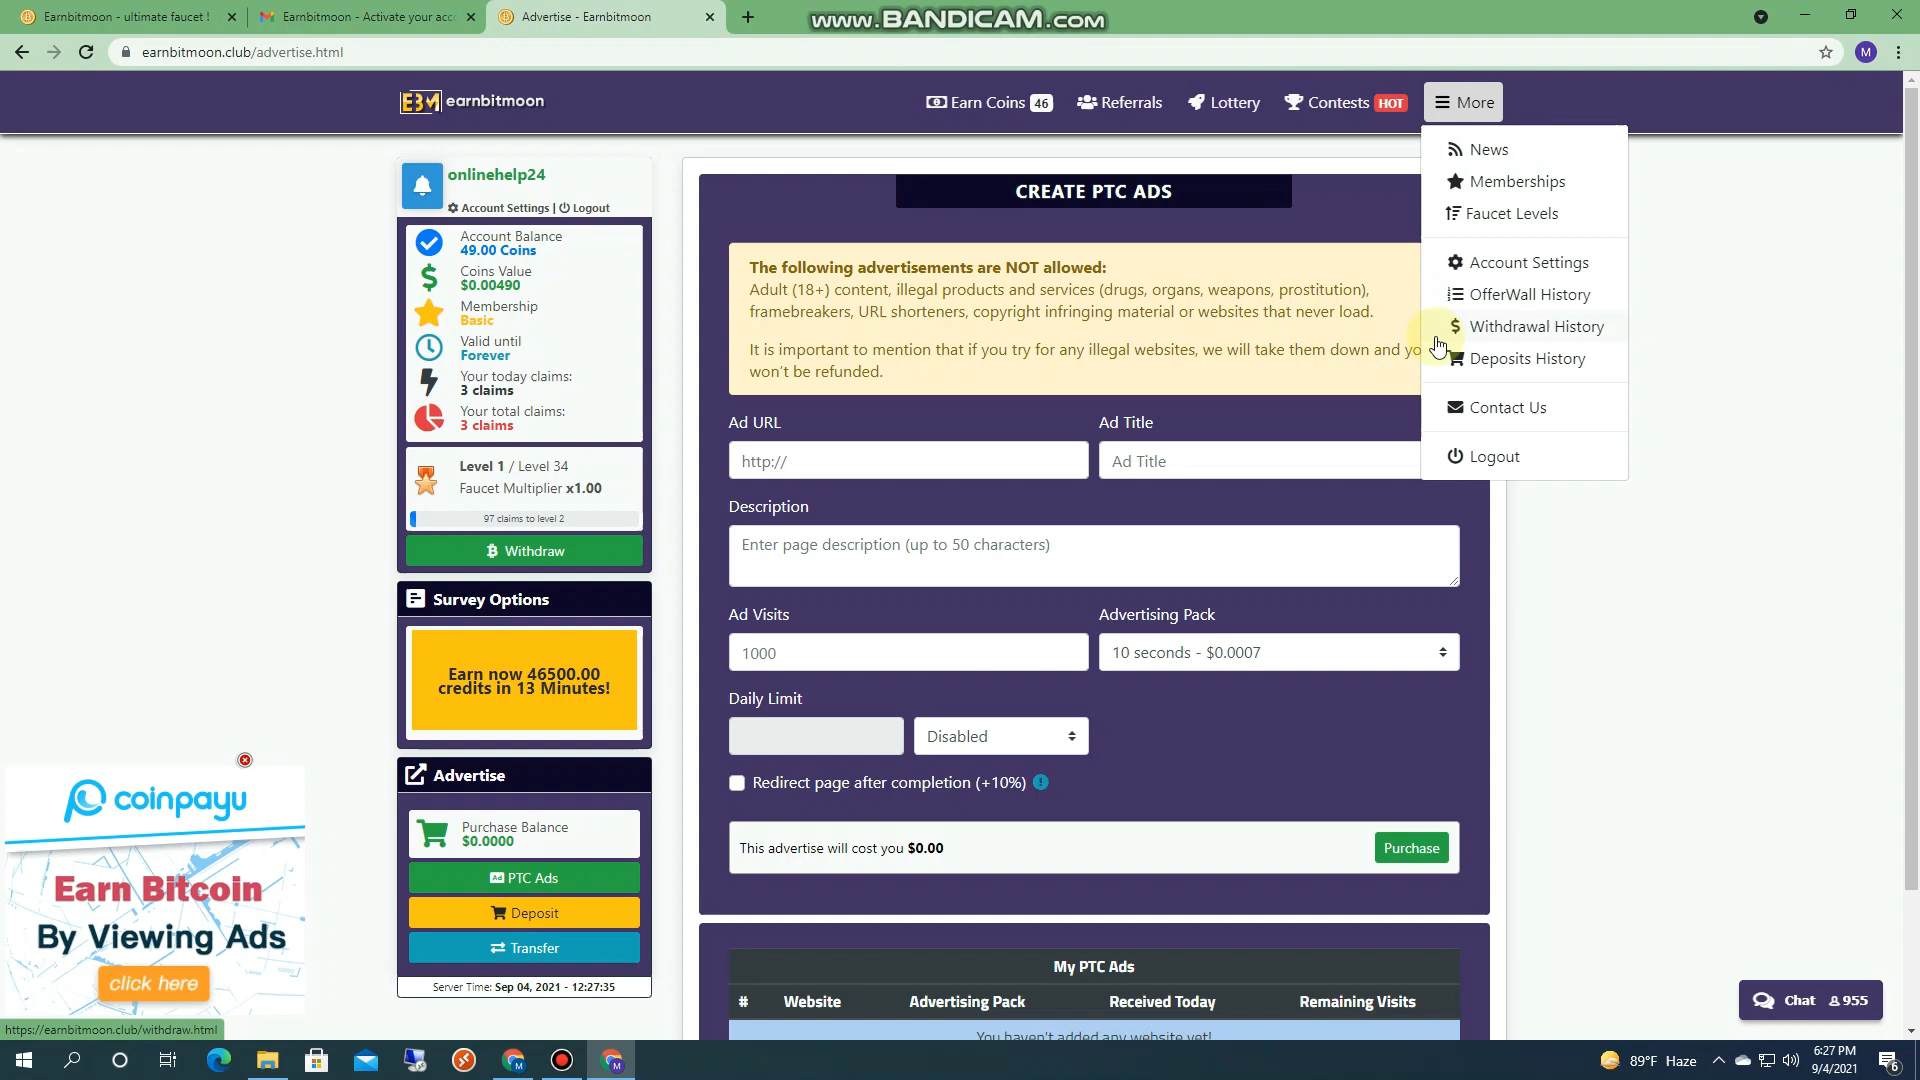 Earnbitmoon - ultimate faucet !
Earnbitmoon - Activate your acc
Advertise - Earnbitmoon
www.BANDICAM.com
earnbitmoon.club/advertise.html
M
EBM earnbitmoon
Earn Coins 46
Referrals
Lottery
Contests HOT
More
News
Memberships
Faucet Levels
Account Settings
OfferWall History
Withdrawal History
Deposits History
Contact Us
Logout
onlinehelp24
Account Settings | Logout
Account Balance
49.00 Coins
Coins Value
$0.00490
Membership
Basic
Valid until
Forever
Your today claims:
3 claims
Your total claims:
3 claims
Level 1 / Level 34
Faucet Multiplier x1.00
97 claims to level 2
Withdraw
Survey Options
Earn now 46500.00
credits in 13 Minutes!
Advertise
Purchase Balance
$0.0000
Ad PTC Ads
Deposit
Transfer
Server Time: Sep 04, 2021 - 12:27:35
CREATE PTC ADS
The following advertisements are NOT allowed:
Adult (18+) content, illegal products and services (drugs, organs, weapons, prostitution),
framebreakers, URL shorteners, copyright infringing material or websites that never load.
It is important to mention that if you try for any illegal websites, we will take them down and yo
won't be refunded.
Ad URL
Ad Title
http://
Ad Title
Description
Enter page description (up to 50 characters)
Ad Visits
Advertising Pack
1000
10 seconds - $0.0007
Daily Limit
Disabled
Redirect page after completion (+10%)
This advertise will cost you $0.00
Purchase
My PTC Ads
# Website Advertising Pack Received Today Remaining Visits
You haven't added any website yet!
coinpayu
Earn Bitcoin
By Viewing Ads
click here
https://earnbitmoon.club/withdraw.html
Chat 955
M
M
89°F Haze
6:27 PM
9/4/2021
6